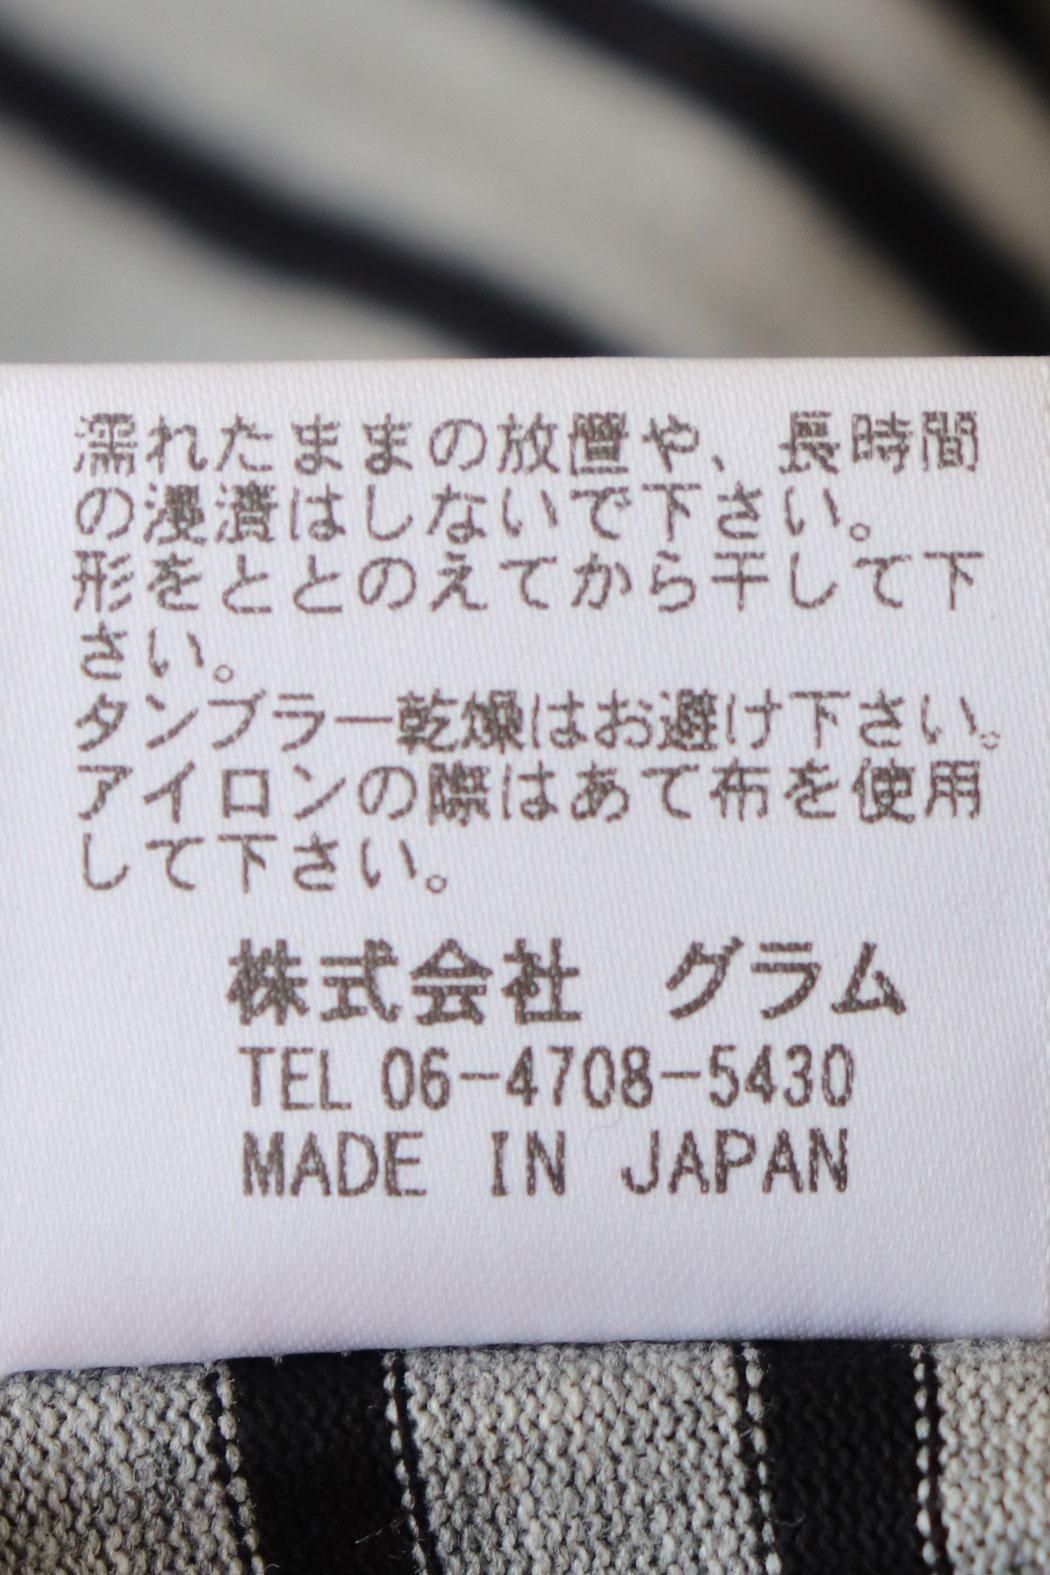 濡れたままの放置や、長時間
の浸漬はしないで下さい。
形をととのえてから干して下
さい。
タンブラー乾燥はお避け下さい。
アイロンの際はあて布を使用
して下さい。
株式会社　グラム
TEL 06-4708-5430
MADE IN JAPAN